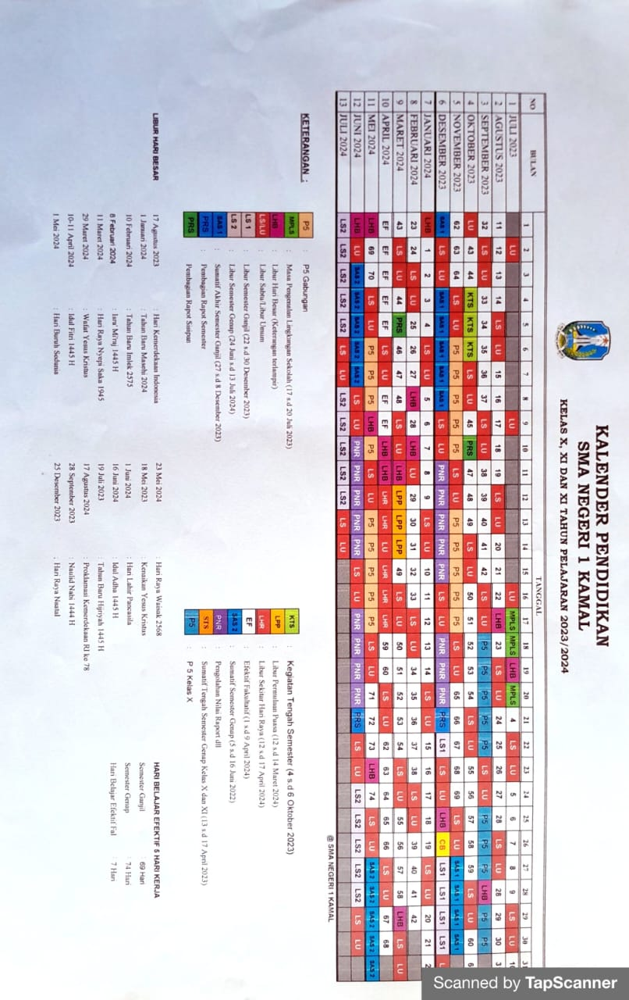 KALENDER PENDIDIKAN
SMA NEGERI 1 KAMAL
KELAS X, XI DAN XI TAHUN PELAJARAN 2023/2024
NO BULAN TANGGAL
1 2 3 4 5 6 7 8 9 10 11 12 13 14 15 16 17 18 19 20 21 22 23 24 25 26 27 28 29 30 31
1 JULI 2023 LU LU LU MPLS MPLS LHB MPLS 4 LS LU 5 6 7 8 9 LS LU
2 AGUSTUS 2023 11 12 13 14 LS LU 15 16 17 18 19 LS LU 20 21 22 LHB 23 LS LU 24 25 26 27 28 LS LU 28 29 30
3 SEPTEMBER 2023 32 LS LU 33 34 35 36 37 LS LU 38 39 40 41 42 LS LU P5 P5 P5 P5 P5 LS LU P5 P5 P5 LHB P5 P5
4 OKTOBER 2023 LU 43 44 KTS KTS KTS LS LU 45 PRS 47 48 49 LS LU 50 51 52 53 54 LS LU 55 56 57 58 59 LS LU 60
5 NOVEMBER 2023 62 63 64 LS LU P5 P5 P5 P5 P5 LS LU P5 P5 P5 P5 P5 LS LU 65 66 67 68 69 LS LU SAS 1 SAS 1 SAS 1 SAS 1
6 DESEMBER 2023 SAS 1 LS LU SAS 1 SAS 1 SAS 1 SAS 1 SAS 1 LS LU PNR PNR PNR PNR PNR LS LU PNR PNR PNR PRS LS1 LS LU LHB CB LS1 LS1 LS1 LS1
7 JANUARI 2024 LHB 1 2 3 4 LS LU 5 6 7 8 9 LS LU 10 11 12 13 14 LS LU 15 16 17 18 19 LS LU 20 21
8 FEBRUARI 2024 23 24 LS LU 25 26 27 LHB 28 LHB LU 29 30 31 32 33 LS LU 34 35 36 37 38 LS LU 39 40 41 42
9 MARET 2024 43 LS LU 44 PRS 46 47 48 LS LU LHB LPP LPP LPP 49 LS LU 50 51 52 53 54 LS LU 55 56 57 58 LHB LS LU
10 APRIL 2024 EF EF EF EF EF LS LU EF EF LHB LHB LHR LHR LU LHR LHR LHR 59 60 LS LU 62 63 64 65 66 LS LU 67 68
11 MEI 2024 LHB 69 70 LS LU P5 P5 P5 LHB P5 LS LU P5 P5 P5 P5 P5 LS LU 71 72 73 LHB 74 LS LU SAS 2 SAS 2 SAS 2 SAS 2 SAS 2
12 JUNI 2024 LHB LU SAS 2 SAS 2 SAS 2 SAS 2 SAS 2 LS LU PNR PNR PNR PNR PNR LS LU PNR PNR PNR PNR PRS LS LU LS2 LS2 LS2 LS2 LS2 LS LU
13 JULI 2024 LS2 LS2 LS2 LS2 LS2 LS LU LS2 LS2 LS2 LS2 LS2 LS LU
@ SMA NEGERI 1 KAMAL
KETERANGAN :
P5 : P5 Gabungan
MPLS : Masa Pengenalan Lingkungan Sekolah (17 s.d 20 Juli 2023)
LHB : Libur Hari Besar (Keterangan terlampir)
LS/LU : Libur Sabtu/Libur Umum
LS 1 : Libur Semester Ganjil (22 s.d 30 Desember 2023)
LS 2 : Libur Semester Genap (24 Juni s.d 13 Juli 2024)
SAS 1 : Sumatif Akhir Semester Ganjil (27 s.d 8 Desember 2023)
PRS : Pembagian Rapot Semester
PRS : Pembagian Rapot Sisipan
KTS : Kegiatan Tengah Semester (4 s.d 6 Oktober 2023)
LPP : Libur Permulaan Puasa (12 s.d 14 Maret 2024)
LHR : Libur Sekitar Hari Raya (12 s.d 17 April 2024)
EF : Efektif Fakultatif (1 s.d 9 April 2024)
SAS 2 : Sumatif Semester Genap (5 s.d 16 Juni 2022)
PNR : Pengolahan Nilai Raport dll
STS : Sumatif Tengah Semester Genap Kelas X dan XI (13 s.d 17 April 2023)
P5 : P 5 Kelas X
LIBUR HARI BESAR
17 Agustus 2023 : Hari Kemerdekaan Indonesia
1 Januari 2024 : Tahun Baru Masehi 2024
10 Februari 2024 : Tahun Baru Imlek 2575
8 Februari 2024 : Isra' Mi'raj 1445 H
11 Maret 2024 : Hari Raya Nyepi Saka 1945
29 Maret 2024 : Wafat Yesus Kristus
10-11 April 2024 : Idul Fitri 1445 H
1 Mei 2024 : Hari Buruh Sedunia
23 Mei 2024 : Hari Raya Waisak 2568
18 Mei 2023 : Kenaikan Yesus Kristus
1 Juni 2024 : Hari Lahir Pancasila
16 Juni 2024 : Idul Adha 1445 H
19 Juli 2023 : Tahun Baru Hijriyah 1445 H
17 Agustus 2024 : Proklamasi Kemerdekaan RI ke 78
28 September 2023 : Naulid Nabi 1444 H
25 Desember 2023 : Hari Raya Naatal
HARI BELAJAR EFEKTIF 5 HARI KERJA
Semester Ganjil : 69 Hari
Semester Genap : 74 Hari
Hari Belajar Efektif Fal : 7 Hari
Scanned by TapScanner